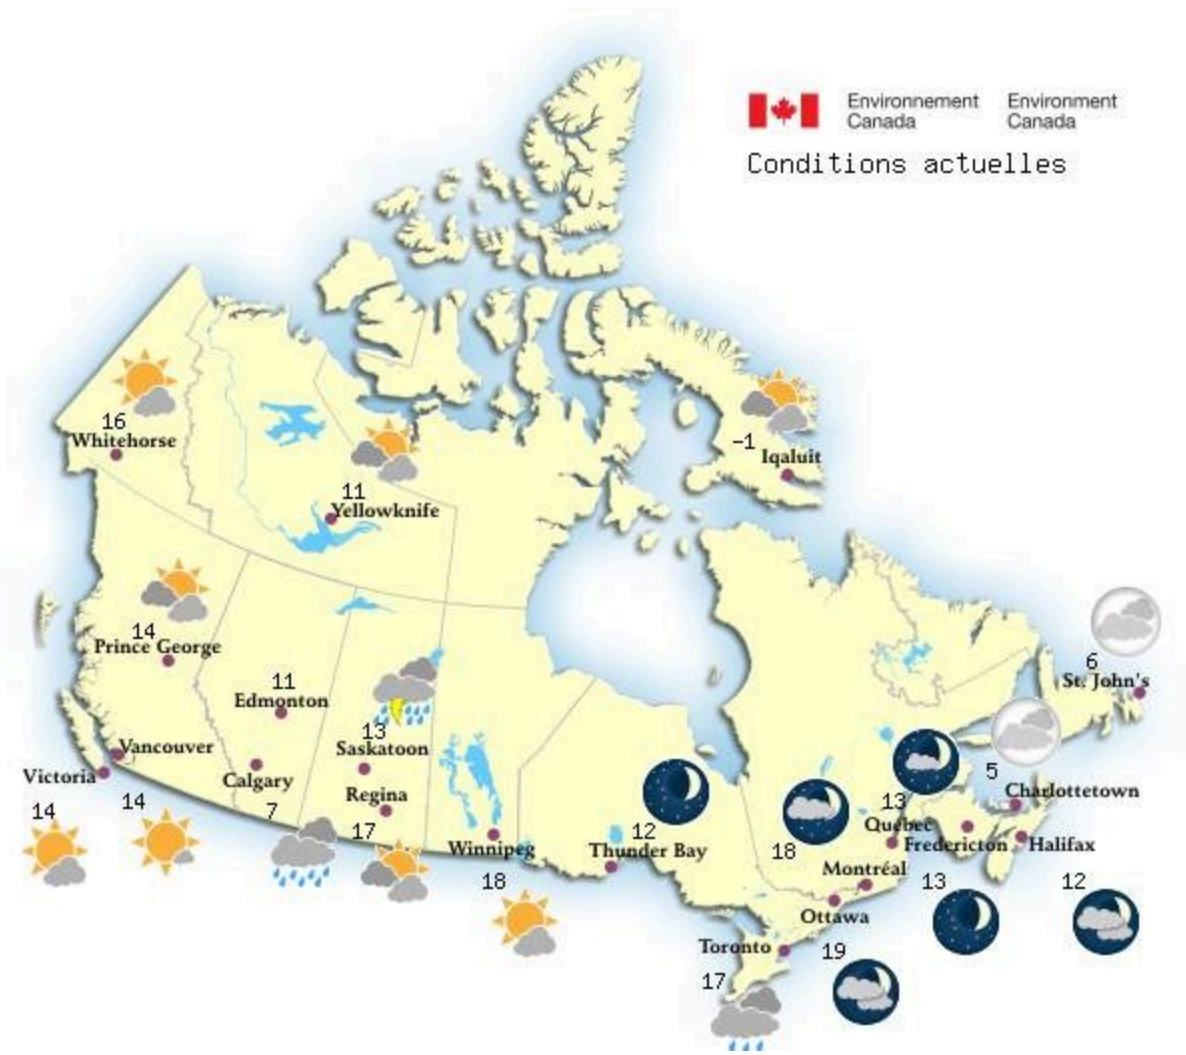 Environnement Canada
Environment Canada
Conditions actuelles
16
Whitehorse
11
Yellowknife
-1
Iqaluit
14
Prince George
11
Edmonton
6
St. John's
13
Saskatoon
Vancouver
Victoria
Calgary
Regina
5
Charlottetown
14
14
7
17
Winnipeg
18
12
Thunder Bay
18
13
Québec
Fredericton
Halifax
Montréal
13
12
Ottawa
Toronto
19
17